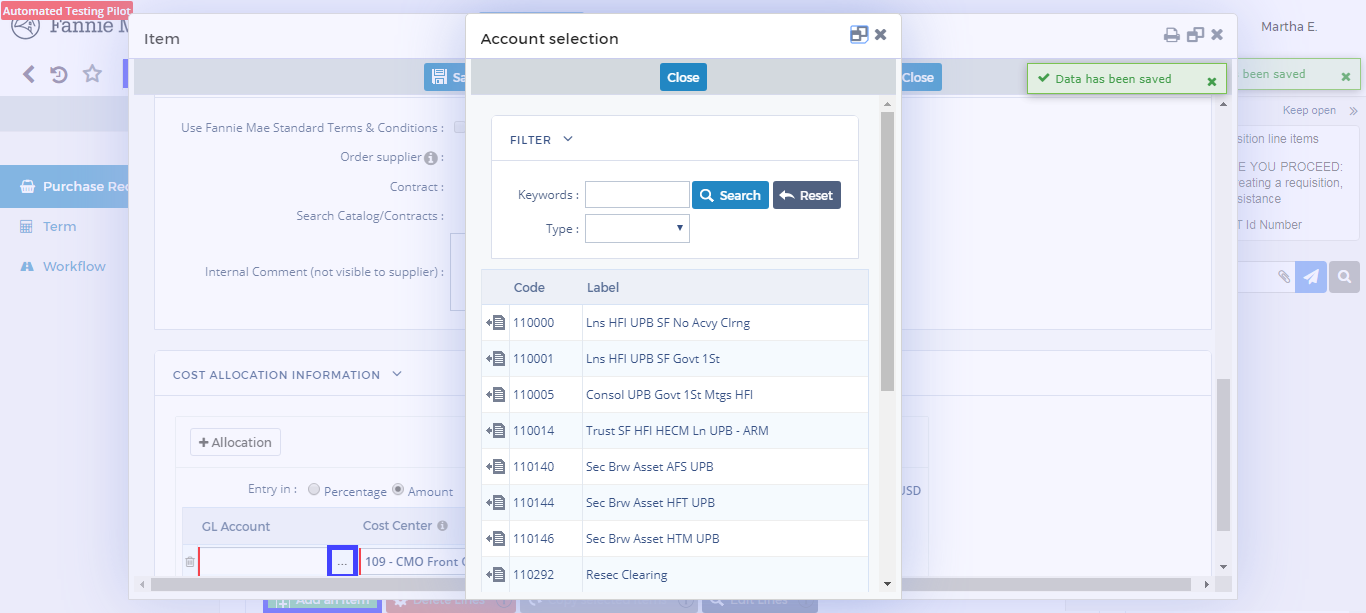 Automated Testing Pilot
Fannie M
Martha E.
Item
Account selection
Close
Close
Data has been saved
been saved
Keep open
Use Fannie Mae Standard Terms & Conditions :
Order supplier :
Contract :
Search Catalog/Contracts :
Internal Comment (not visible to supplier) :
Purchase Rec
Term
Workflow
FILTER
Keywords :
Search
Reset
Type :
Code Label
110000 Lns HFI UPB SF No Acvy Clrng
110001 Lns HFI UPB SF Govt 1St
110005 Consol UPB Govt 1St Mtgs HFI
110014 Trust SF HFI HECM Ln UPB - ARM
110140 Sec Brw Asset AFS UPB
110144 Sec Brw Asset HFT UPB
110146 Sec Brw Asset HTM UPB
110292 Resec Clearing
COST ALLOCATION INFORMATION
+ Allocation
Entry in : Percentage Amount
USD
GL Account Cost Center
... 109 - CMO Front
sition line items
E YOU PROCEED:
eating a requisition,
sistance
T Id Number
Add an item
Delete Lines
Edit Lines